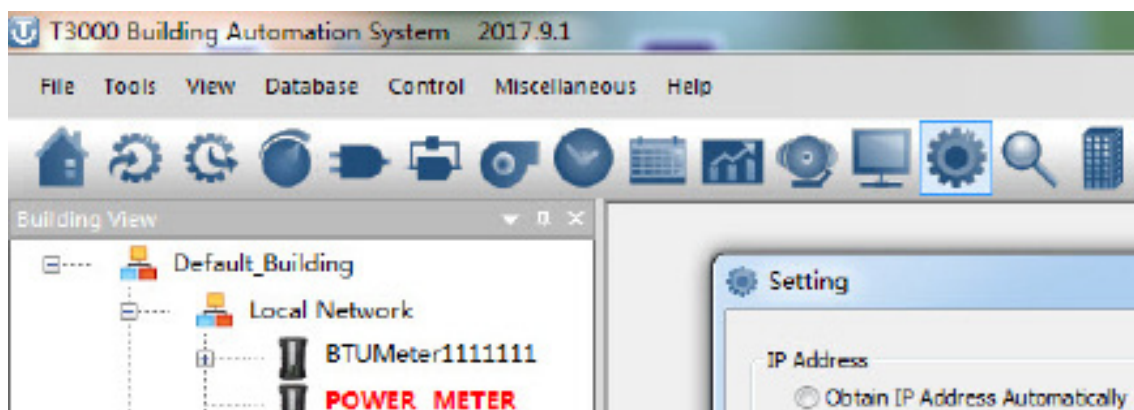 T3000 Building Automation System 2017.9.1
File Tools View Database Control Miscellaneous Help
Building View
Default_Building
Local Network
BTUMeter1111111
POWER METER
Setting
IP Address
Obtain IP Address Automatically